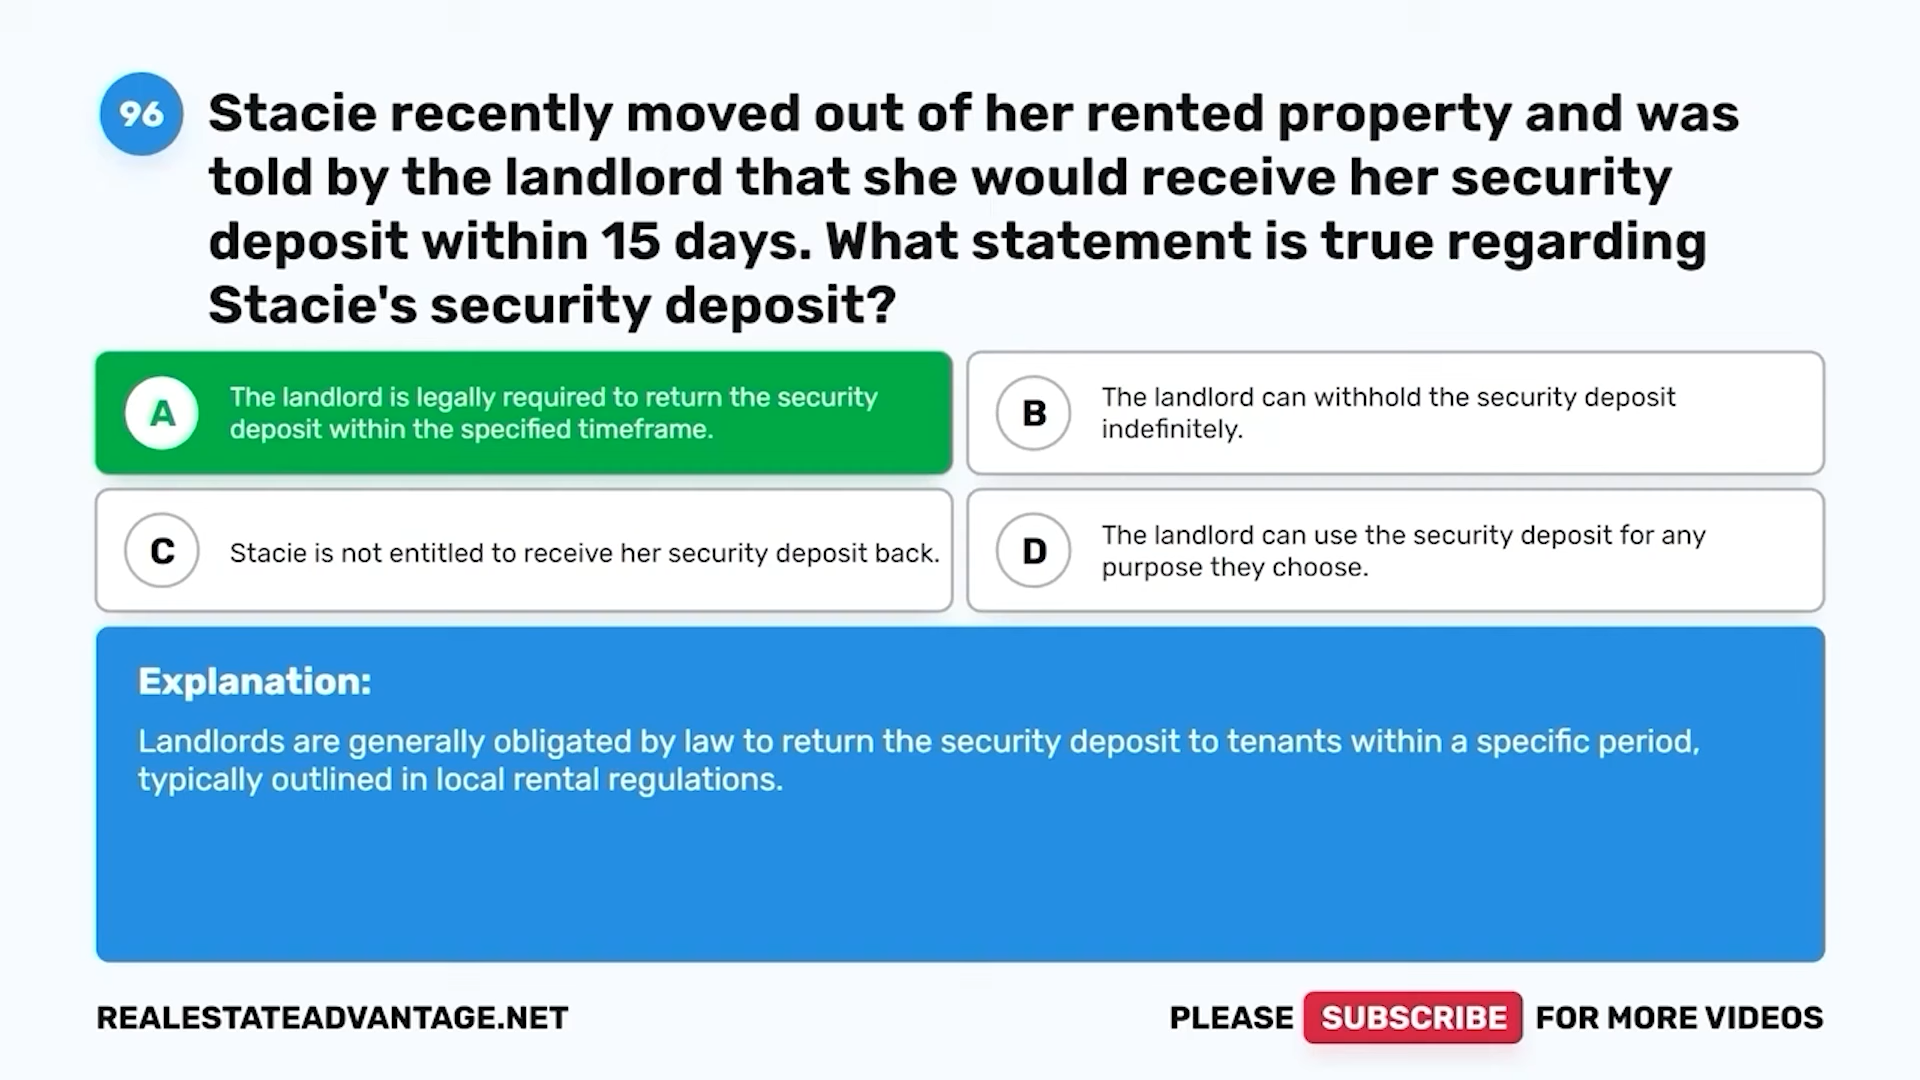 96
Stacie recently moved out of her rented property and was
told by the landlord that she would receive her security
deposit within 15 days. What statement is true regarding
Stacie's security deposit?
A
The landlord is legally required to return the security
deposit within the specified timeframe.
B
The landlord can withhold the security deposit
indefinitely.
C
Stacie is not entitled to receive her security deposit back.
D
The landlord can use the security deposit for any
purpose they choose.
Explanation:
Landlords are generally obligated by law to return the security deposit to tenants within a specific period,
typically outlined in local rental regulations.
REALESTATEADVANTAGE.NET
PLEASE SUBSCRIBE FOR MORE VIDEOS